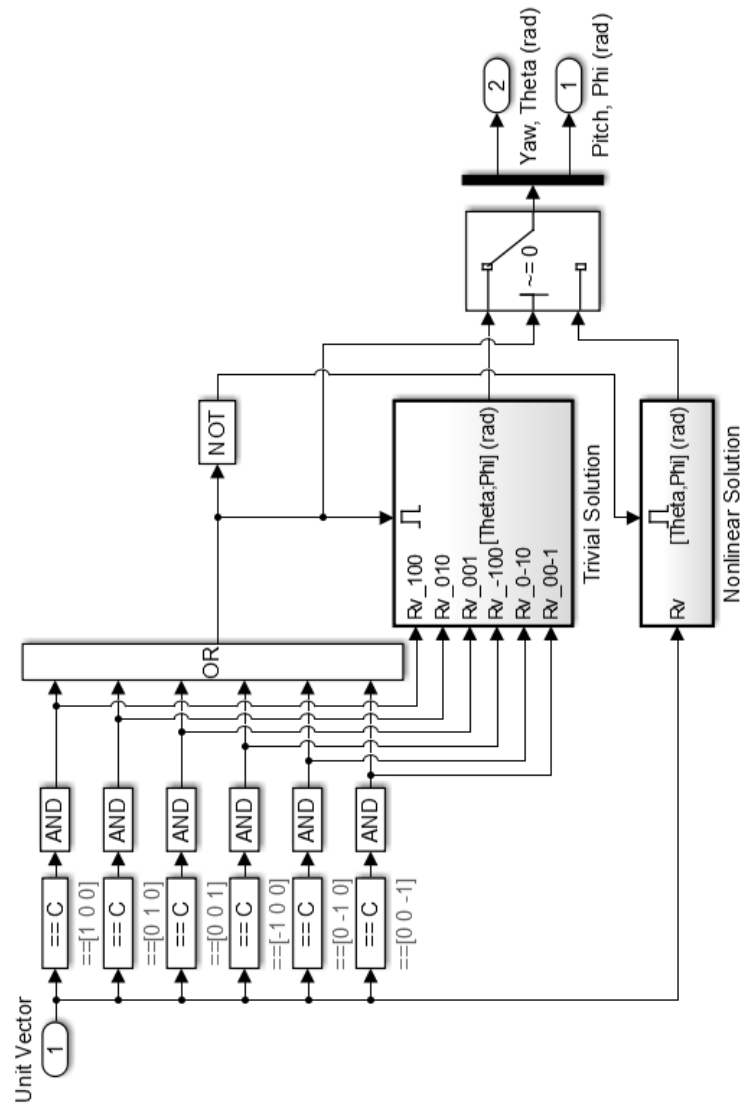 Unit Vector
1
== C
==[1 0 0]
== C
==[0 1 0]
== C
==[0 0 1]
== C
==[-1 0 0]
== C
==[0 -1 0]
== C
==[0 0 -1]
AND
AND
AND
AND
AND
AND
OR
NOT
Rv_100
Rv_010
Rv_001
Rv_-100
Rv_0-10
Rv_00-1
[Theta;Phi] (rad)
Trivial Solution
Rv
[Theta,Phi] (rad)
Nonlinear Solution
~= 0
2
Yaw, Theta (rad)
1
Pitch, Phi (rad)